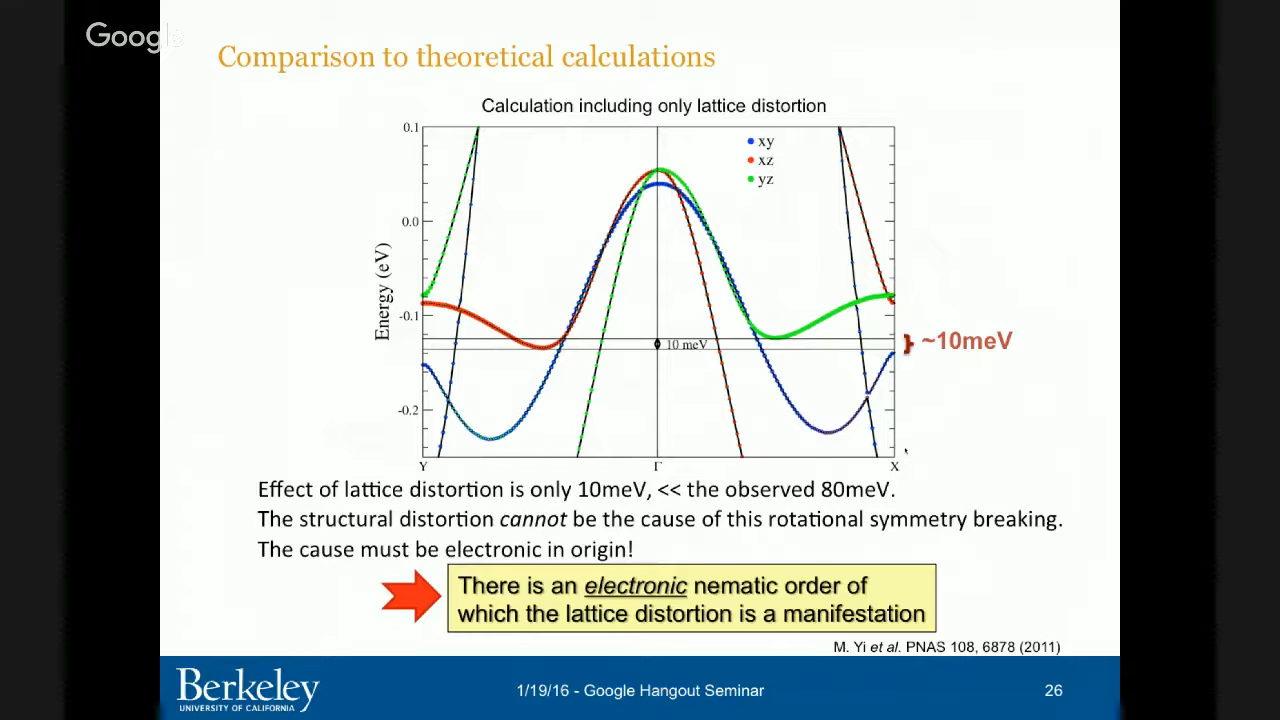 Google
Comparison to theoretical calculations
Calculation including only lattice distortion
0.1
0.0
-0.1
-0.2
Energy (eV)
xy
xz
yz
10 meV
~10meV
Y
Γ
X
Effect of lattice distortion is only 10meV, << the observed 80meV.
The structural distortion cannot be the cause of this rotational symmetry breaking.
The cause must be electronic in origin!
There is an electronic nematic order of
which the lattice distortion is a manifestation
M. Yi et al. PNAS 108, 6878 (2011)
Berkeley
UNIVERSITY OF CALIFORNIA
1/19/16 - Google Hangout Seminar
26